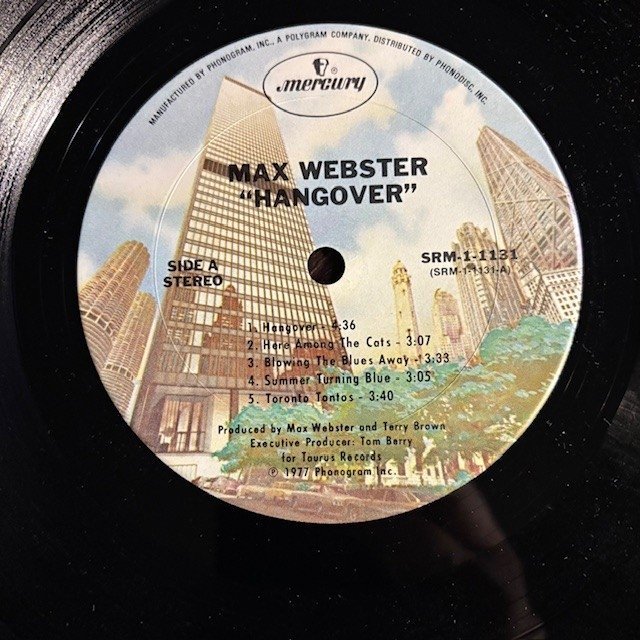 MANUFACTURED BY PHONOGRAM, INC., A POLYGRAM COMPANY, DISTRIBUTED BY PHONODISC, INC.
mercury ®
MAX WEBSTER
"HANGOVER"
SIDE A
STEREO
SRM-1-1131
(SRM-1-1131-A)
1. Hangover - 4:36
2. Here Among The Cats - 3:07
3. Blowing The Blues Away - 3:33
4. Summer Turning Blue - 3:05
5. Toronto Tontos - 3:40
Produced by Max Webster and Terry Brown
Executive Producer: Tom Berry
for Taurus Records
℗ 1977 Phonogram Inc.